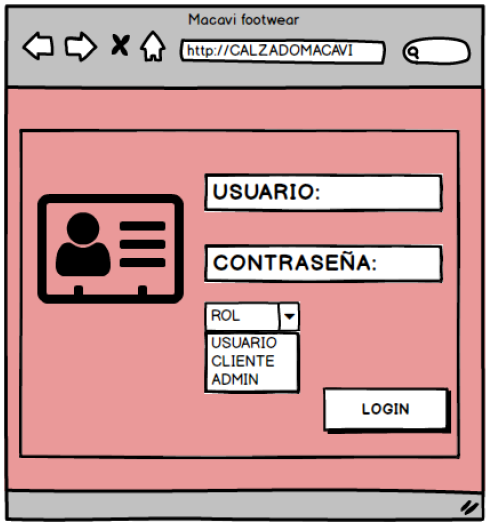 Macavi footwear
http://CALZADOMACAVI
USUARIO:
CONTRASEÑA:
ROL
USUARIO
CLIENTE
ADMIN
LOGIN